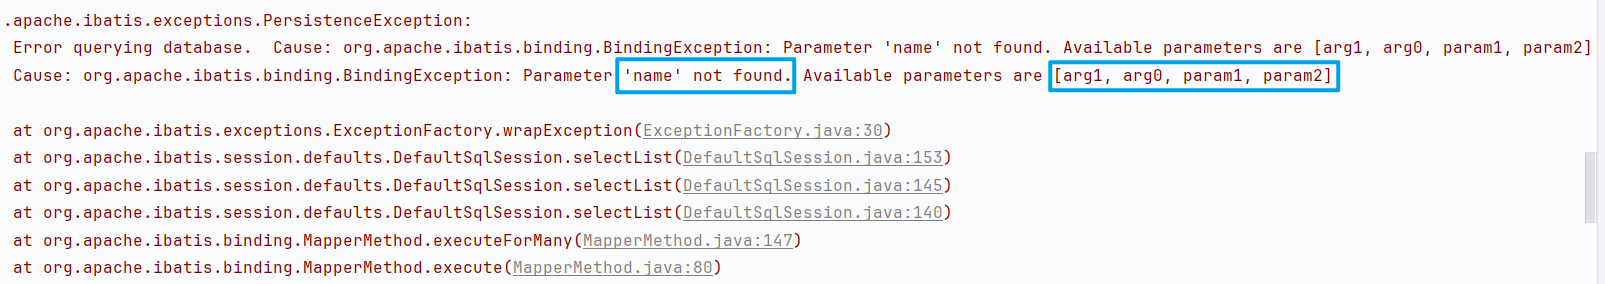 .apache.ibatis.exceptions.PersistenceException:
Error querying database.  Cause: org.apache.ibatis.binding.BindingException: Parameter 'name' not found. Available parameters are [arg1, arg0, param1, param2]
Cause: org.apache.ibatis.binding.BindingException: Parameter 'name' not found. Available parameters are [arg1, arg0, param1, param2]
at org.apache.ibatis.exceptions.ExceptionFactory.wrapException(ExceptionFactory.java:30)
at org.apache.ibatis.session.defaults.DefaultSqlSession.selectList(DefaultSqlSession.java:153)
at org.apache.ibatis.session.defaults.DefaultSqlSession.selectList(DefaultSqlSession.java:145)
at org.apache.ibatis.session.defaults.DefaultSqlSession.selectList(DefaultSqlSession.java:140)
at org.apache.ibatis.binding.MapperMethod.executeForMany(MapperMethod.java:147)
at org.apache.ibatis.binding.MapperMethod.execute(MapperMethod.java:80)